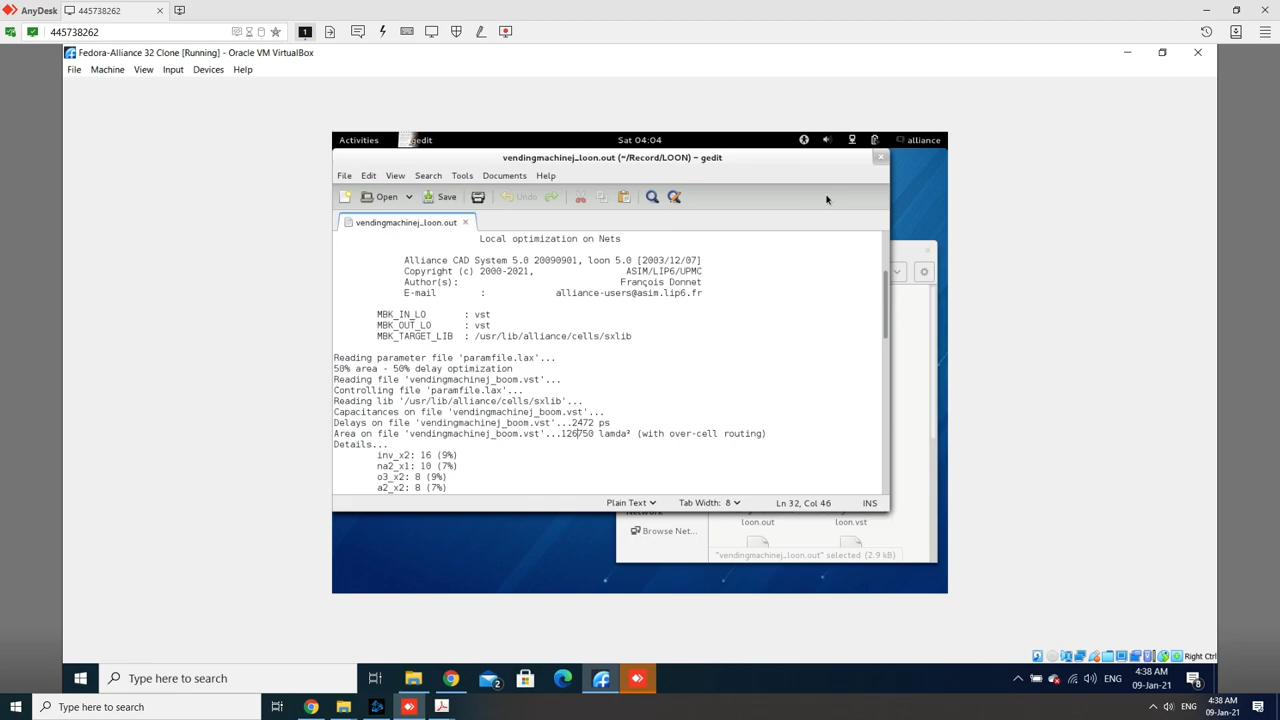 AnyDesk 445738262
445738262 1
Fedora-Alliance 32 Clone [Running] - Oracle VM VirtualBox
File Machine View Input Devices Help
Activities gedit Sat 04:04 alliance
vendingmachinej_loon.out (~/Record/LOON) - gedit
File Edit View Search Tools Documents Help
Open Save Undo
vendingmachinej_loon.out
Local optimization on Nets
Alliance CAD System 5.0 20090901, loon 5.0 [2003/12/07]
Copyright (c) 2000-2021, ASIM/LIP6/UPMC
Author(s): François Donnet
E-mail : alliance-users@asim.lip6.fr
MBK_IN_LO : vst
MBK_OUT_LO : vst
MBK_TARGET_LIB : /usr/lib/alliance/cells/sxlib
Reading parameter file 'paramfile.lax'...
50% area - 50% delay optimization
Reading file 'vendingmachinej_boom.vst'...
Controlling file 'paramfile.lax'...
Reading lib '/usr/lib/alliance/cells/sxlib'...
Capacitances on file 'vendingmachinej_boom.vst'...
Delays on file 'vendingmachinej_boom.vst'...2472 ps
Area on file 'vendingmachinej_boom.vst'...126750 lamda² (with over-cell routing)
Details...
inv_x2: 16 (9%)
na2_x1: 10 (7%)
o3_x2: 8 (9%)
a2_x2: 8 (7%)
Plain Text Tab Width: 8 Ln 32, Col 46 INS
Network
loon.out loon.vst
Browse Net...
"vendingmachinej_loon.out" selected (2.9 kB)
Right Ctrl
Type here to search 2 ENG 4:38 AM
09-Jan-21
Type here to search ENG 4:38 AM
09-Jan-21